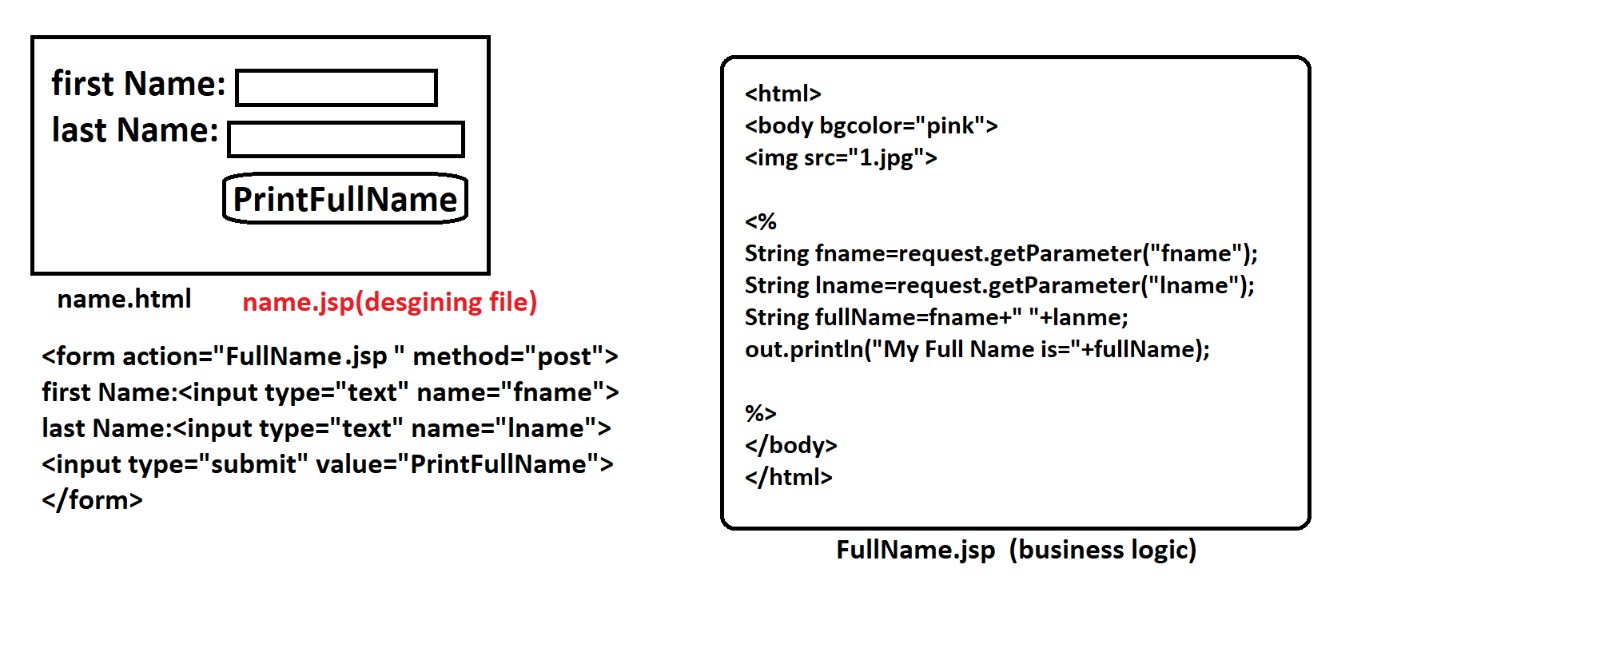 first Name:
last Name:
PrintFullName
name.html name.jsp(desgining file)
<form action="FullName.jsp " method="post">
first Name:<input type="text" name="fname">
last Name:<input type="text" name="lname">
<input type="submit" value="PrintFullName">
</form>
<html>
<body bgcolor="pink">
<img src="1.jpg">
<%
String fname=request.getParameter("fname");
String lname=request.getParameter("lname");
String fullName=fname+" "+lanme;
out.println("My Full Name is="+fullName);
%>
</body>
</html>
FullName.jsp (business logic)